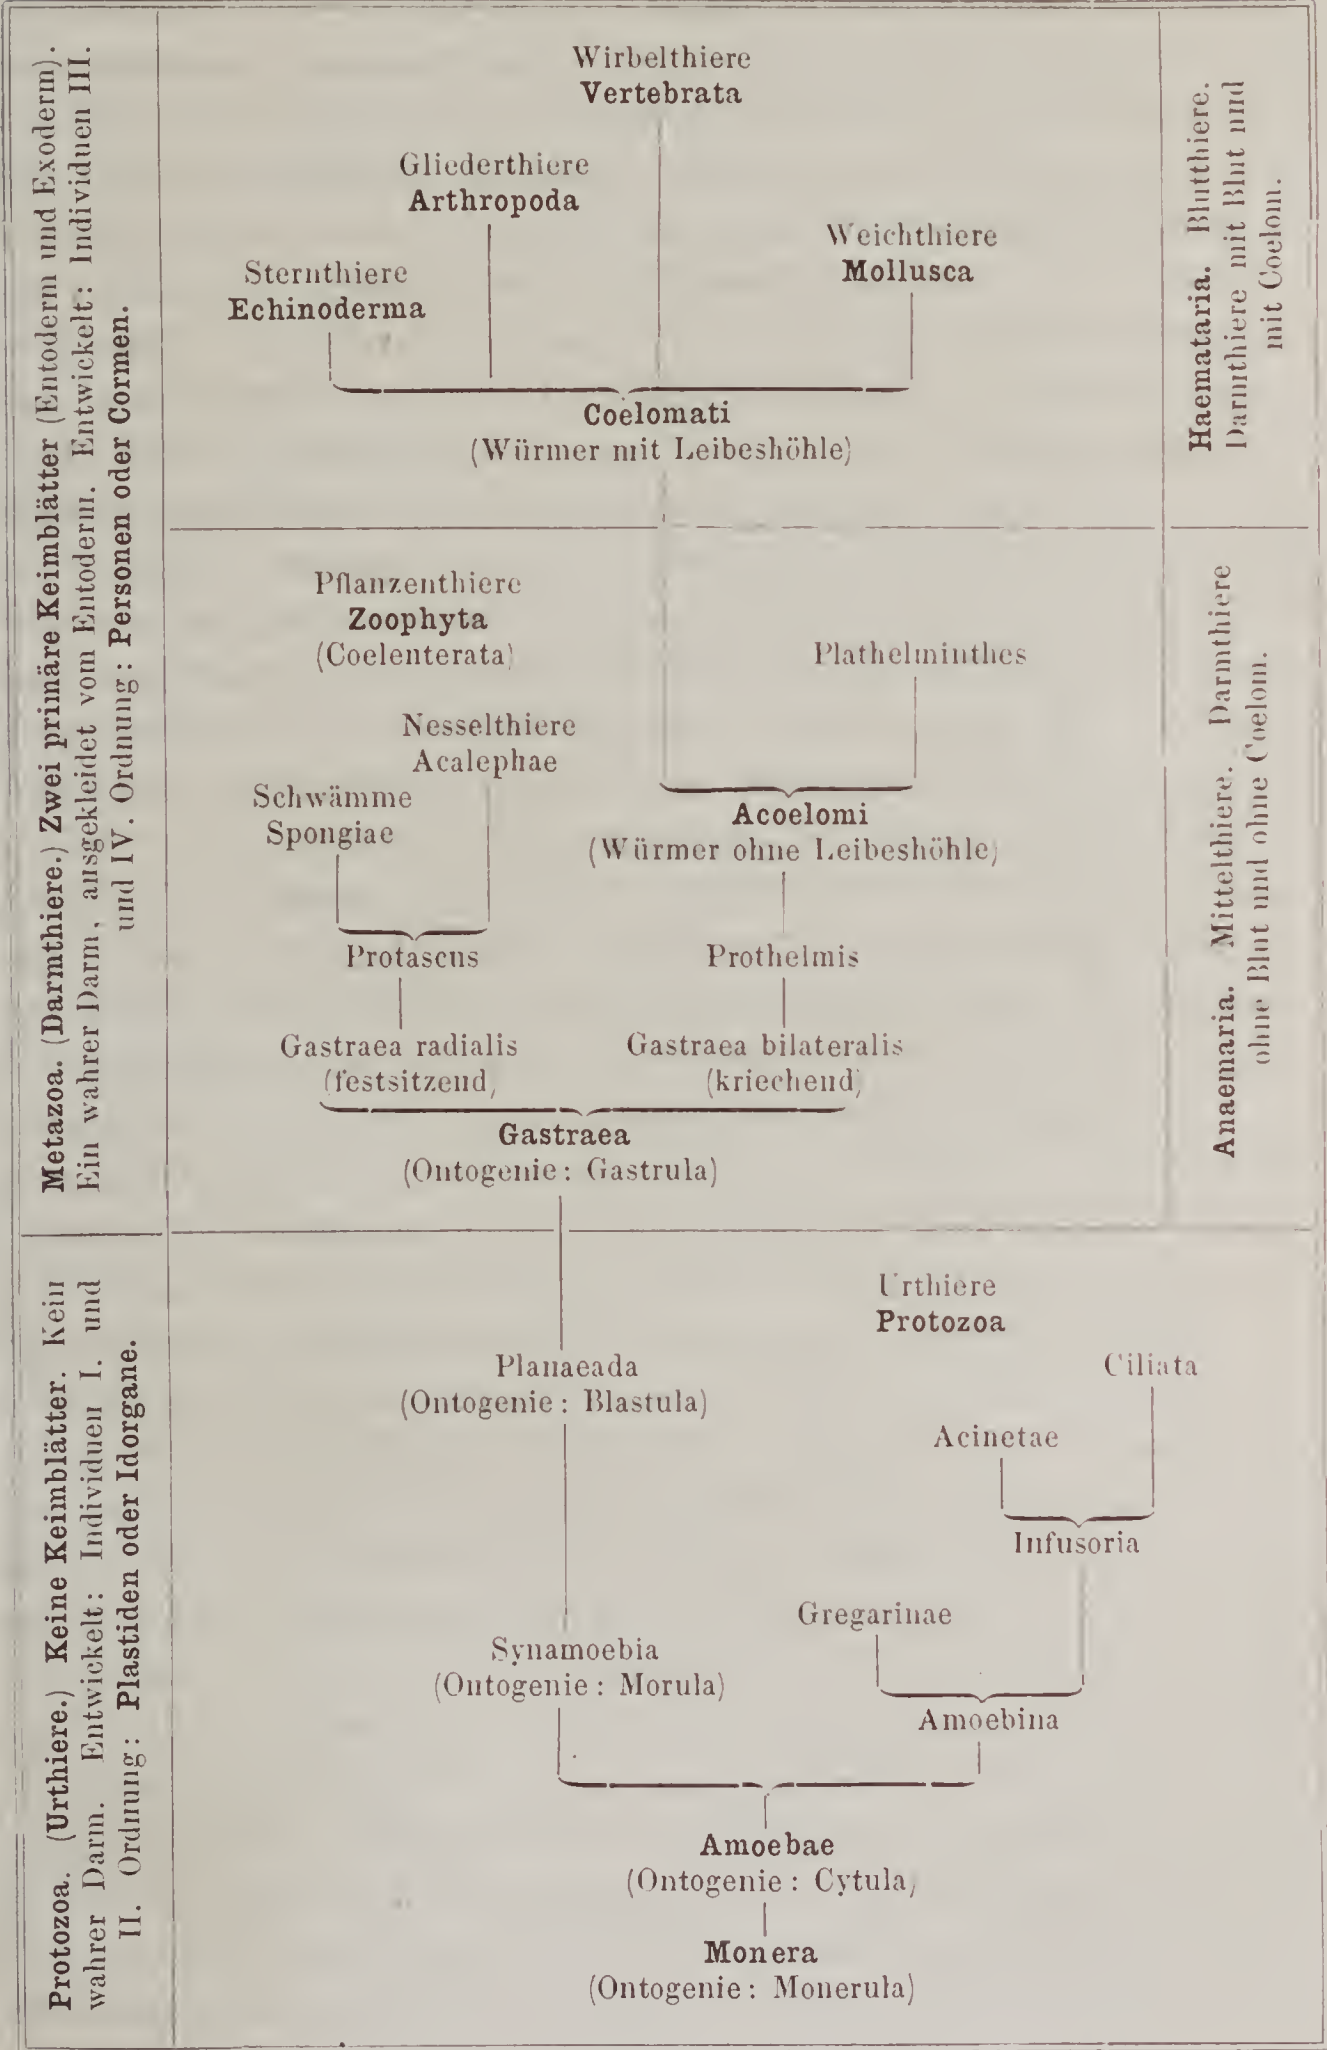 Metazoa. (Darmthiere.) Zwei primäre Keimblätter (Entoderm und Exoderm).
Ein wahrer Darm, ausgekleidet vom Entoderm. Entwickelt: Individuen III.
und IV. Ordnung: Personen oder Cormen.
Wirbelthiere
Vertebrata
Gliederthiere
Arthropoda
Weichthiere
Mollusca
Sternthiere
Echinoderma
Coelomati
(Würmer mit Leibeshöhle)
Haemataria. Blutthiere.
Darmthiere mit Blut und
mit Coelom.
Pflanzenthiere
Zoophyta
(Coelenterata)
Plathelminthes
Nesselthiere
Acalephae
Schwämme
Spongiae
Acoelomi
(Würmer ohne Leibeshöhle)
Protascus
Prothelmis
Gastraea radialis
(festsitzend)
Gastraea bilateralis
(kriechend)
Gastraea
(Ontogenie: Gastrula)
Anaemaria. Mittelthiere. Darmthiere
ohne Blut und ohne Coelom.
Protozoa. (Urthiere.) Keine Keimblätter. Kein
wahrer Darm. Entwickelt: Individuen I. und
II. Ordnung: Plastiden oder Idorgane.
Urthiere
Protozoa
Planaeada
(Ontogenie: Blastula)
Ciliata
Acinetae
Infusoria
Gregarinae
Synamoebia
(Ontogenie: Morula)
Amoebina
Amoebae
(Ontogenie: Cytula)
Monera
(Ontogenie: Monerula)